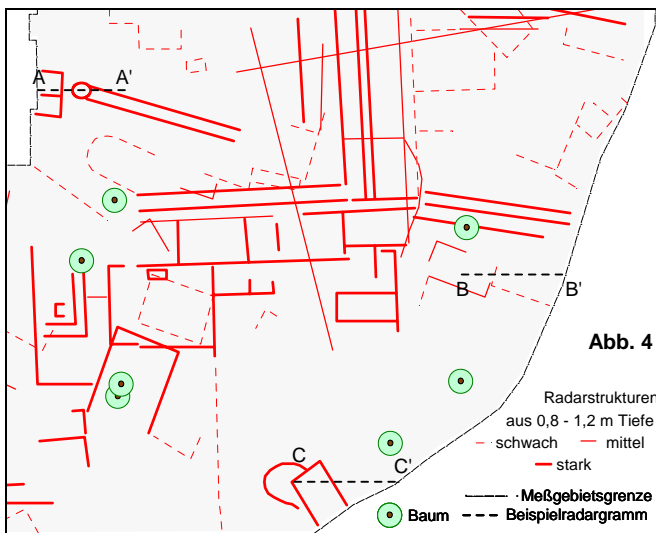 A A'
B B'
Abb. 4
Radarstrukturen
aus 0,8 - 1,2 m Tiefe
schwach mittel
stark
C C'
Meßgebietsgrenze
Baum Beispielradargramm